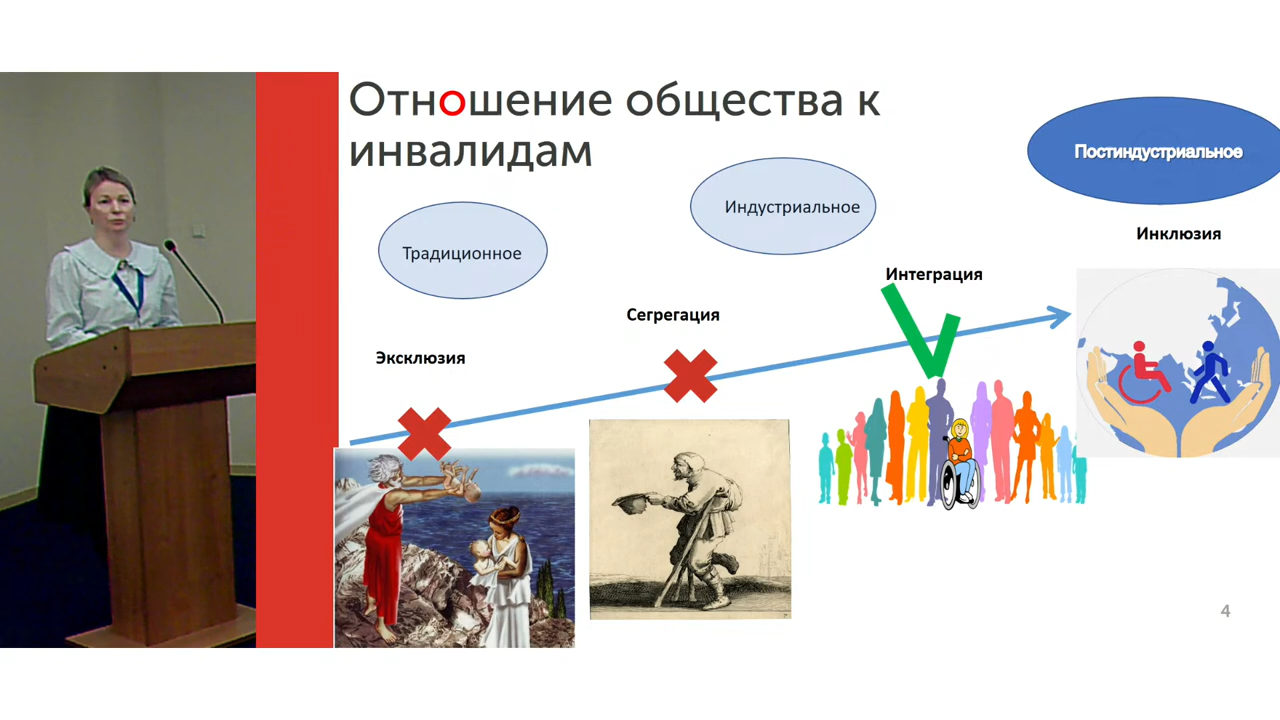 Отношение общества к
инвалидам
Постиндустриальное
Индустриальное
Традиционное
Инклюзия
Интеграция
Сегрегация
Эксклюзия
4